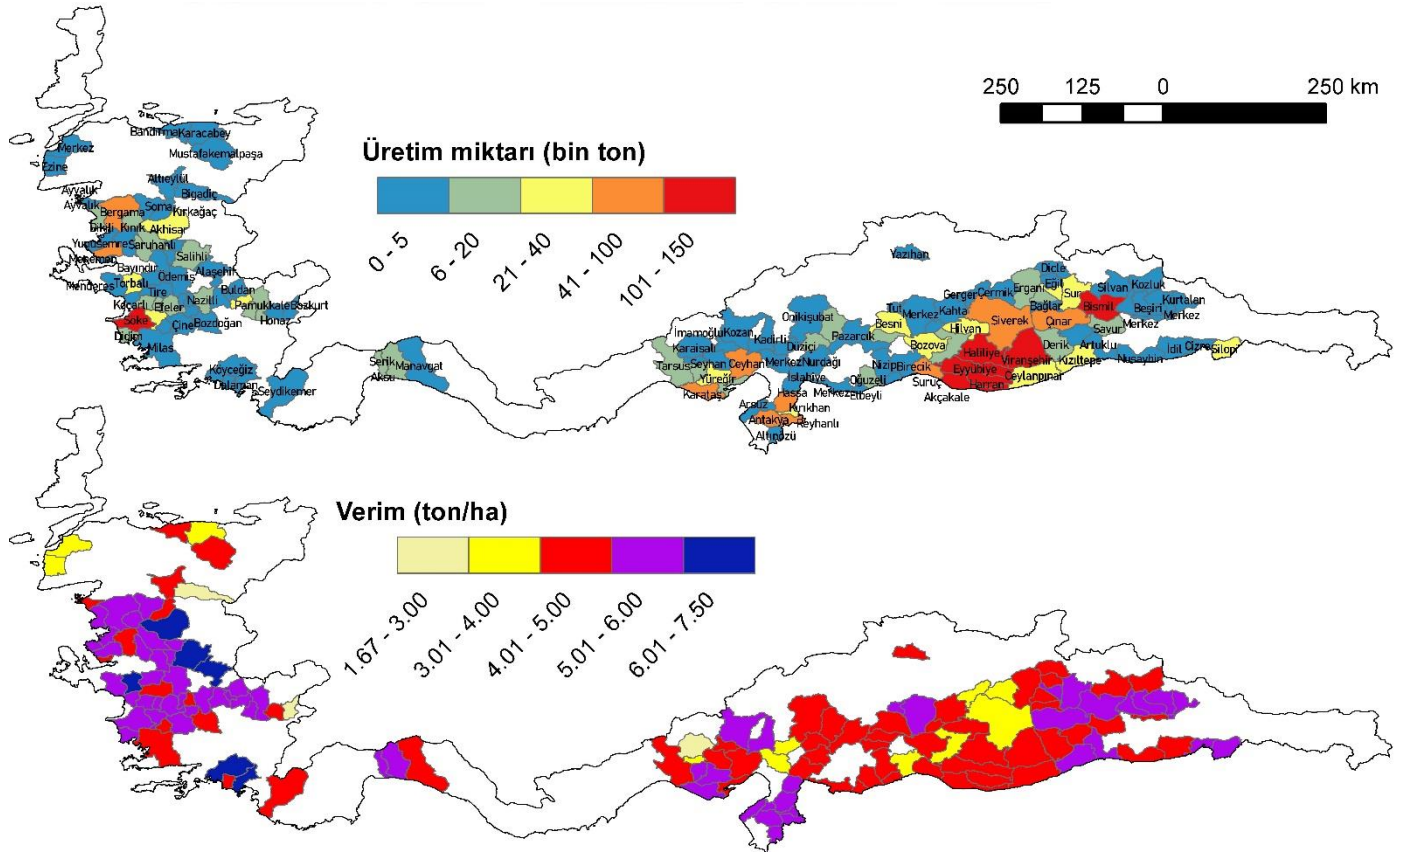 250 125 0 250 km
Üretim miktarı (bin ton)
0 - 5
6 - 20
21 - 40
41 - 100
101 - 150
Bandırma Karacabey
Merkez
Mustafakemalpaşa
Ezine
Altıeylül
Ayvalık
Bigadiç
Ayvalık
Soma
Bergama
Kırkağaç
Kınık
Akhisar
Yunusemre Saruhanlı
Menemen
Salihli
Bayındır
Alaşehir
Ödemiş
Menderes
Torbalı
Buldan
Tire
Koçarlı
Efeler
Nazilli
Pamukkale Bozkurt
Söke
Honaz
Çine
Bozdoğan
Milas
Köyceğiz
Dalaman
Seydikemer
Serik
Manavgat
Aksu
Yazıhan
Dicle
Eğil
Gerger
Çermik
Ergani
Sur
Silvan
Kozluk
Onikişubat
Tut
Merkez
Kahta
Bağlar
Bismil
Kurtalan
Beşiri
Merkez
İmamoğlu
Kozan
Besni
Siverek
Çınar
Kadirli
Hilvan
Savur
Merkez
Karaisalı
Düziçi
Pazarcık
Bozova
Derik
Artuklu
İdil
Cizre
Silopi
Tarsus
Seyhan
Ceyhan
Merkez
Nurdağı
Haliliye
Viranşehir
Kızıltepe
Nusaybin
Nizip
Birecik
Eyyübiye
Ceylanpınar
Yüreğir
İslahiye
Oğuzeli
Suruç
Harran
Karataş
Hassa
Merkez
Elbeyli
Akçakale
Arsuz
Kırıkhan
Antakya
Reyhanlı
Altınözü
Verim (ton/ha)
1.67 - 3.00
3.01 - 4.00
4.01 - 5.00
5.01 - 6.00
6.01 - 7.50